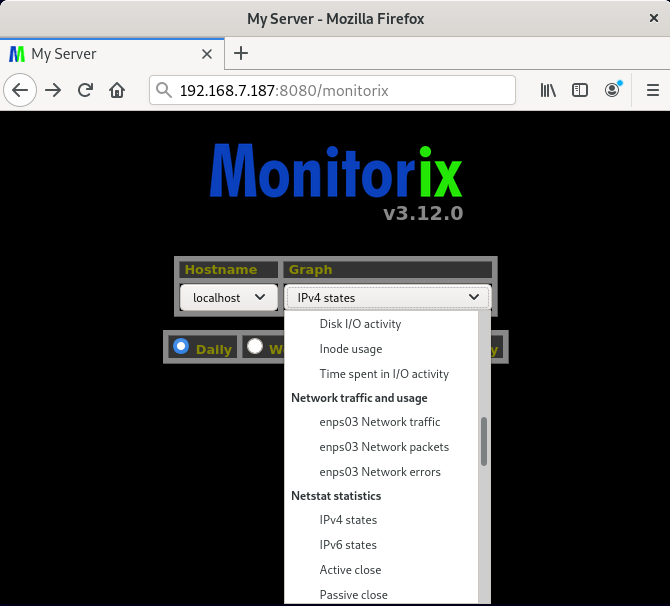 My Server - Mozilla Firefox
My Server
192.168.7.187:8080/monitorix
Monitorix
v3.12.0
Hostname Graph
localhost IPv4 states
Disk I/O activity
Inode usage
Daily
Time spent in I/O activity
Network traffic and usage
enps03 Network traffic
enps03 Network packets
enps03 Network errors
Netstat statistics
IPv4 states
IPv6 states
Active close
Passive close